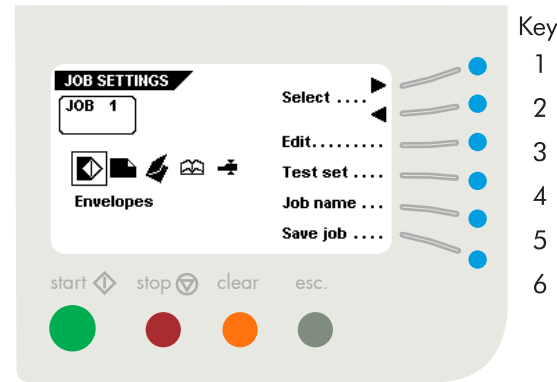 Key
JOB SETTINGS
JOB 1
Select ....
Edit.........
Test set ....
Job name ...
Save job ....
Envelopes
1
2
3
4
5
6
start stop clear esc.